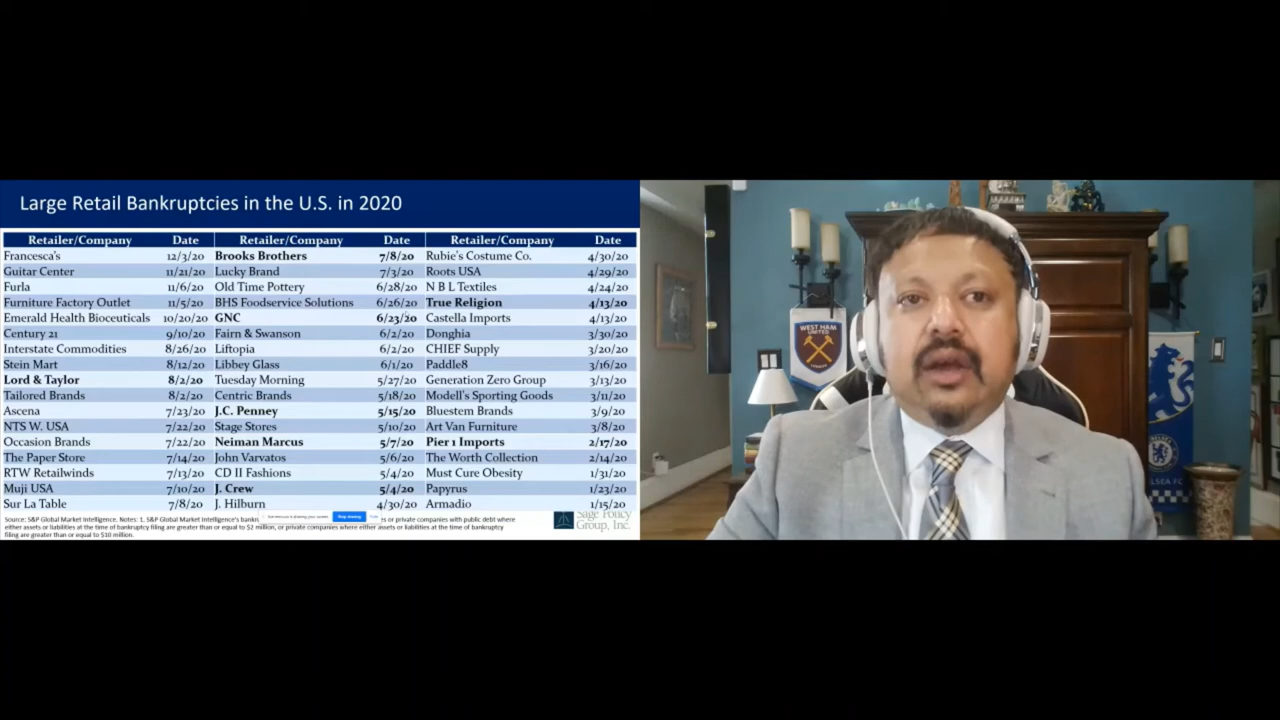 Large Retail Bankruptcies in the U.S. in 2020
Retailer/Company Date Retailer/Company Date Retailer/Company Date
Francesca's 12/3/20 Brooks Brothers 7/8/20 Rubie's Costume Co. 4/30/20
Guitar Center 11/21/20 Lucky Brand 7/3/20 Roots USA 4/29/20
Furla 11/6/20 Old Time Pottery 6/28/20 N B L Textiles 4/24/20
Furniture Factory Outlet 11/5/20 BHS Foodservice Solutions 6/26/20 True Religion 4/13/20
Emerald Health Bioceuticals 10/20/20 GNC 6/23/20 Castella Imports 4/13/20
Century 21 9/10/20 Fairn & Swanson 6/2/20 Donghia 3/30/20
Interstate Commodities 8/26/20 Liftopia 6/2/20 CHIEF Supply 3/20/20
Stein Mart 8/12/20 Libbey Glass 6/1/20 Paddle8 3/16/20
Lord & Taylor 8/2/20 Tuesday Morning 5/27/20 Generation Zero Group 3/13/20
Tailored Brands 8/2/20 Centric Brands 5/18/20 Modell's Sporting Goods 3/11/20
Ascena 7/23/20 J.C. Penney 5/15/20 Bluestem Brands 3/9/20
NTS W. USA 7/22/20 Stage Stores 5/10/20 Art Van Furniture 3/8/20
Occasion Brands 7/22/20 Neiman Marcus 5/7/20 Pier 1 Imports 2/17/20
The Paper Store 7/14/20 John Varvatos 5/6/20 The Worth Collection 2/14/20
RTW Retailwinds 7/13/20 CD II Fashions 5/4/20 Must Cure Obesity 1/31/20
Muji USA 7/10/20 J. Crew 5/4/20 Papyrus 1/23/20
Sur La Table 7/8/20 J. Hilburn 4/30/20 Armadio 1/15/20
Source: S&P Global Market Intelligence. Notes: 1. S&P Global Market Intelligence's or private companies with public debt where
either assets or liabilities at the time of bankruptcy filing are greater than or equal to $2 million, or private companies where either assets or liabilities at the time of bankruptcy
filing are greater than or equal to $10 million.
Stop sharing
Sage Policy
Group, Inc.
WEST HAM
UNITED
CHELSEA
ELSEA FC